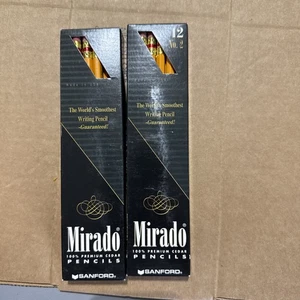 The World's Smoothest
Writing Pencil
-Guaranteed!
Mirado®
100% PREMIUM CEDAR
PENCILS
SANFORD®
12
No. 2
The World's Smoothest
Writing Pencil
-Guaranteed!
Mirado®
100% PREMIUM CEDAR
PENCILS
SANFORD®